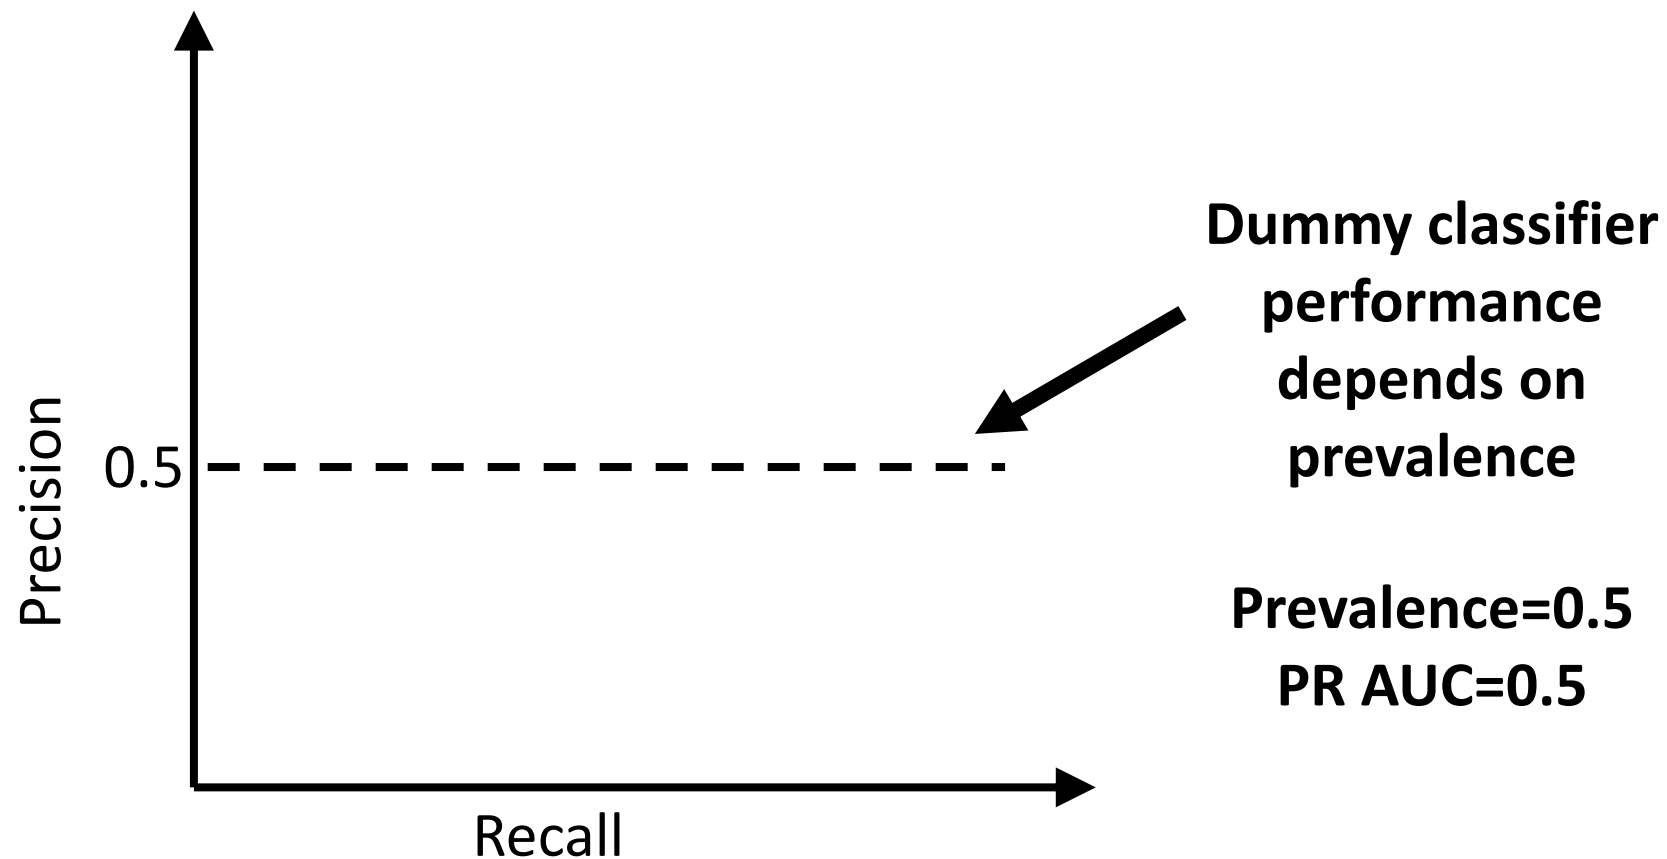 Precision
0.5
Recall
Dummy classifier
performance
depends on
prevalence
Prevalence=0.5
PR AUC=0.5